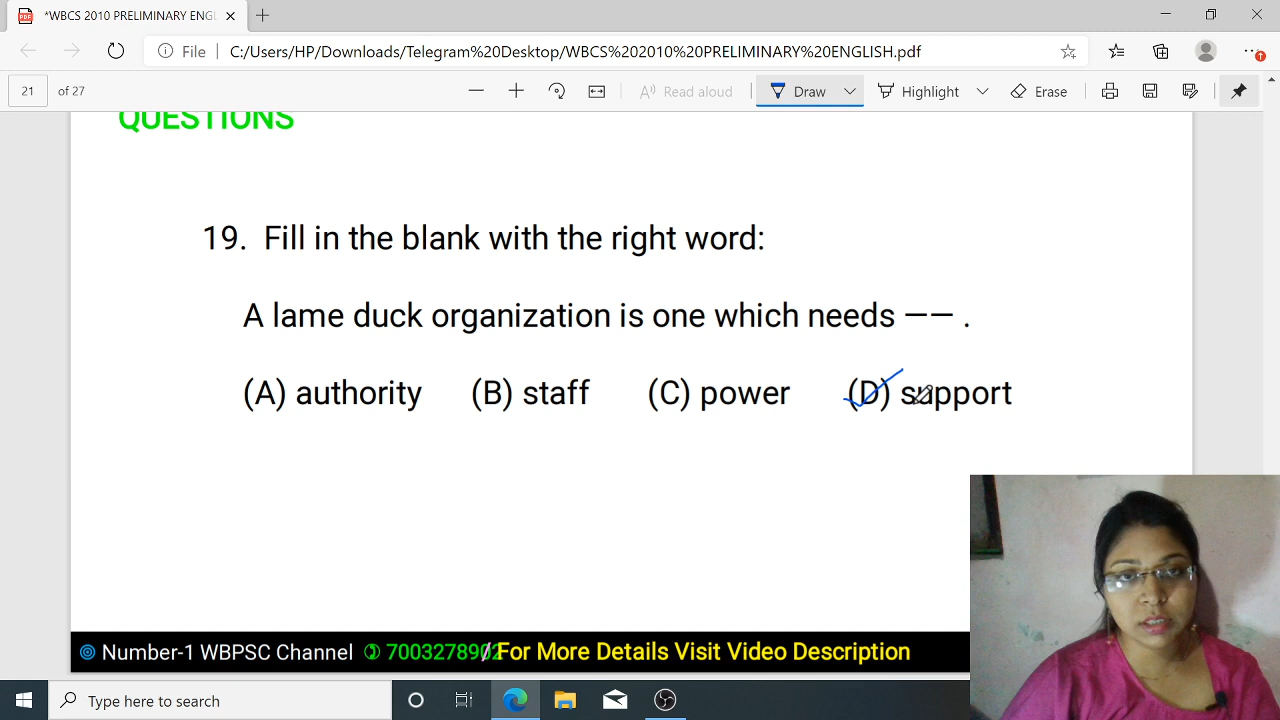 *WBCS 2010 PRELIMINARY ENGL
File C:/Users/HP/Downloads/Telegram%20Desktop/WBCS%202010%20PRELIMINARY%20ENGLISH.pdf
21 of 27 Read aloud Draw Highlight Erase
QUESTIONS
19. Fill in the blank with the right word:
A lame duck organization is one which needs —— .
(A) authority (B) staff (C) power (D) support
Number-1 WBPSC Channel 7003278902 / For More Details Visit Video Description
Type here to search